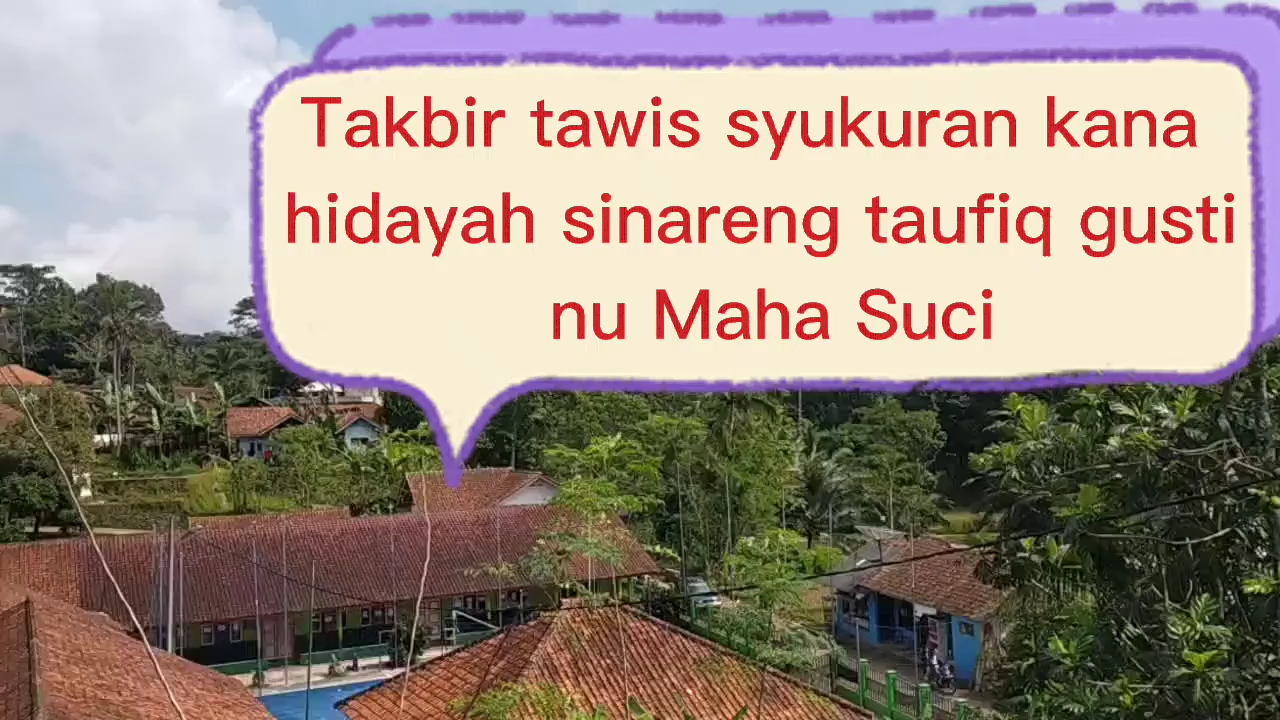 Takbir tawis syukuran kana
hidayah sinareng taufiq gusti
nu Maha Suci